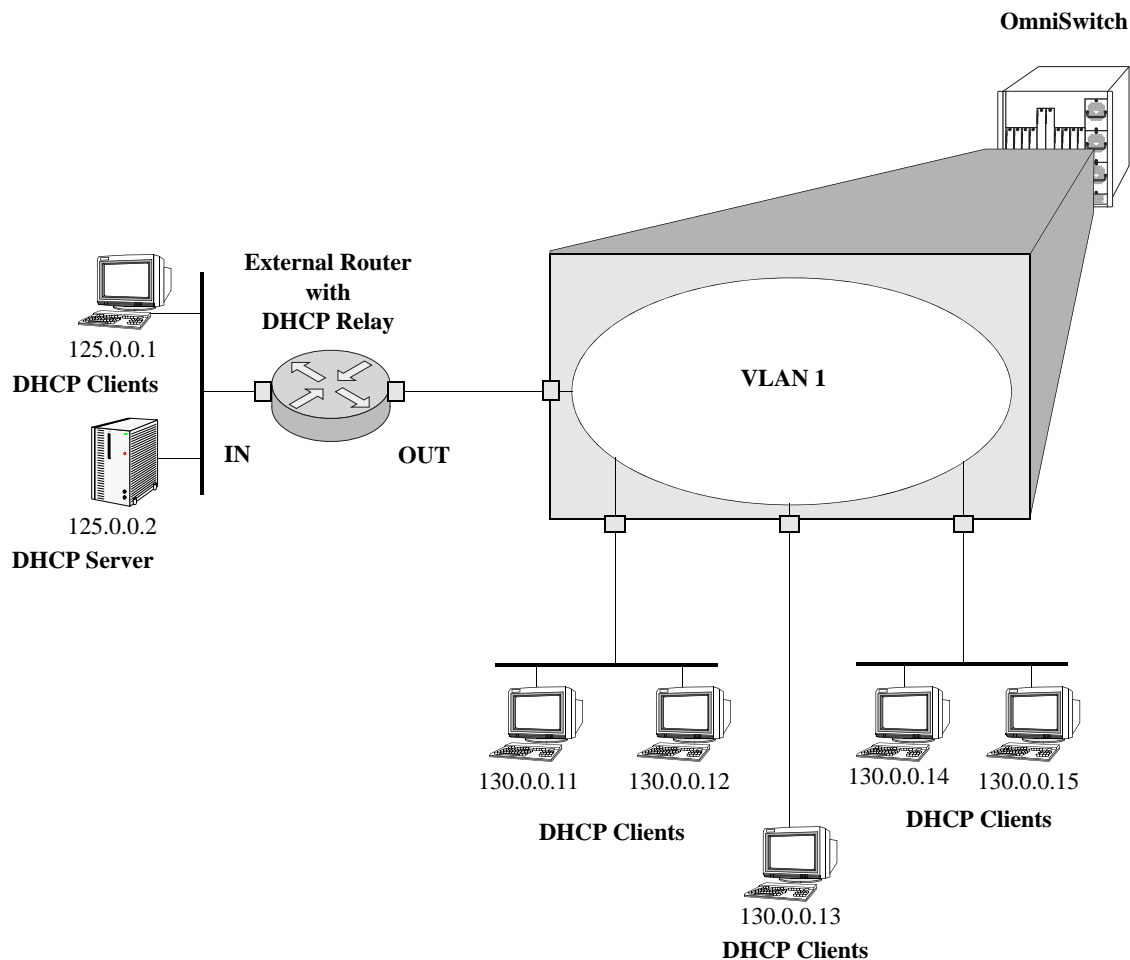 OmniSwitch
External Router
with
DHCP Relay
125.0.0.1
DHCP Clients
IN
OUT
125.0.0.2
DHCP Server
VLAN 1
130.0.0.11
130.0.0.12
DHCP Clients
130.0.0.14
130.0.0.15
DHCP Clients
130.0.0.13
DHCP Clients